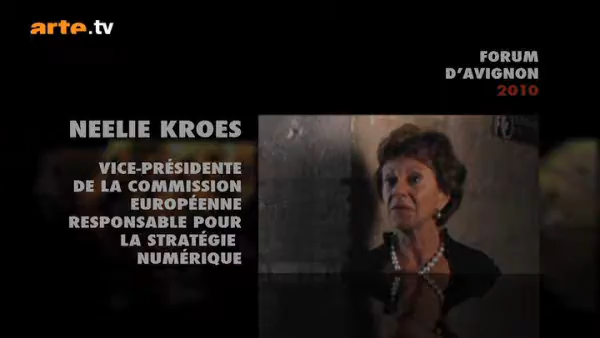 arte.tv
FORUM
D'AVIGNON
2010
NEELIE KROES
VICE-PRÉSIDENTE
DE LA COMMISSION
EUROPÉENNE
RESPONSABLE POUR
LA STRATÉGIE
NUMÉRIQUE